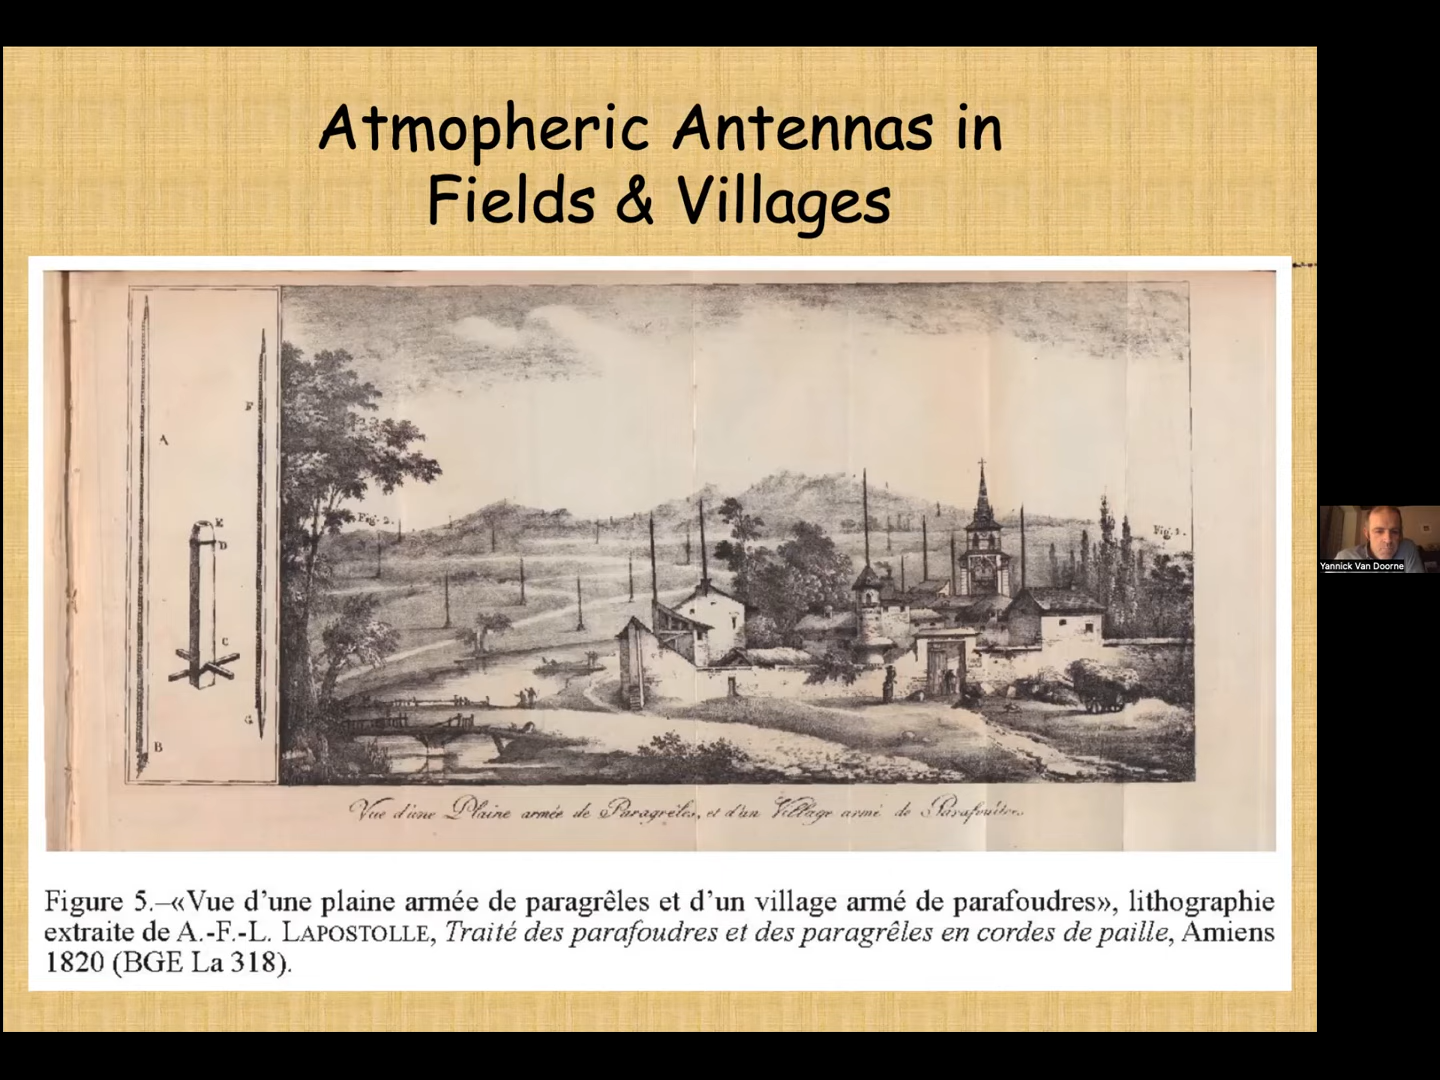 Atmopheric Antennas in
Fields & Villages
A
B
F
G
E
D
C
Fig. 2.
Fig. 1.
Vue d'une Plaine armée de Paragrêles, et d'un Village armé de Parafoudres.
Figure 5.–«Vue d'une plaine armée de paragrêles et d'un village armé de parafoudres», lithographie
extraite de A.-F.-L. LAPOSTOLLE, Traité des parafoudres et des paragrêles en cordes de paille, Amiens
1820 (BGE La 318).
Yannick Van Doorne